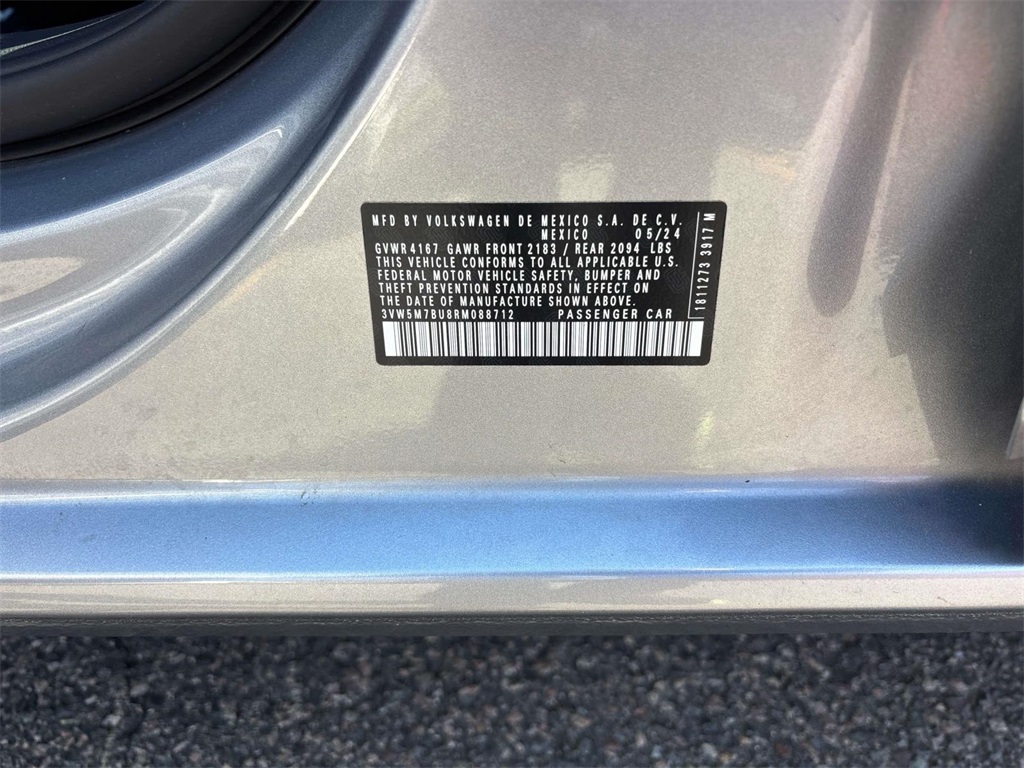 MFD BY VOLKSWAGEN DE MEXICO S.A. DE C.V.
MEXICO 05/24
GVWR 4167 GAWR FRONT 2183 / REAR 2094 LBS
THIS VEHICLE CONFORMS TO ALL APPLICABLE U.S.
FEDERAL MOTOR VEHICLE SAFETY, BUMPER AND
THEFT PREVENTION STANDARDS IN EFFECT ON
THE DATE OF MANUFACTURE SHOWN ABOVE.
3VW5M7BU8RM088712 PASSENGER CAR
1811273 3917 M